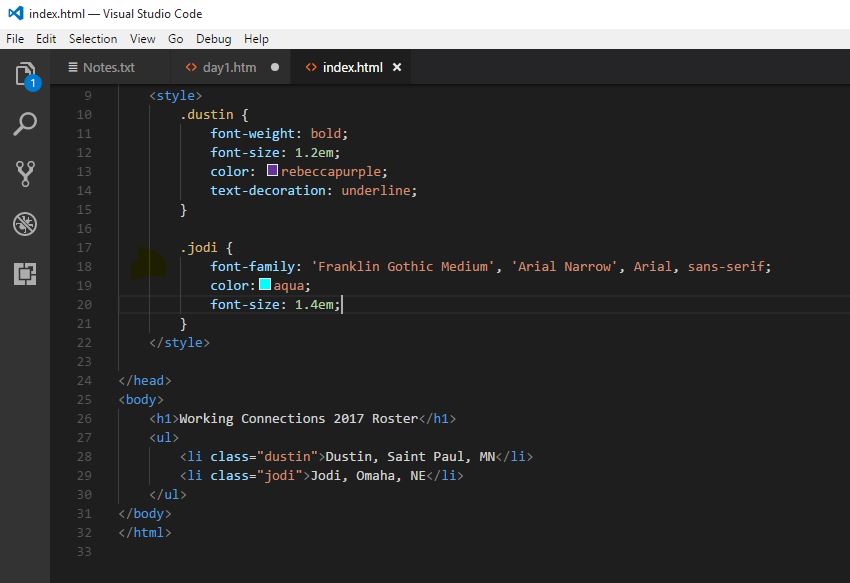 index.html — Visual Studio Code
File Edit Selection View Go Debug Help
Notes.txt day1.htm index.html
1
9 <style>
10 .dustin {
11 font-weight: bold;
12 font-size: 1.2em;
13 color: rebeccapurple;
14 text-decoration: underline;
15 }
16
17 .jodi {
18 font-family: 'Franklin Gothic Medium', 'Arial Narrow', Arial, sans-serif;
19 color: aqua;
20 font-size: 1.4em;
21 }
22 </style>
23
24 </head>
25 <body>
26 <h1>Working Connections 2017 Roster</h1>
27 <ul>
28 <li class="dustin">Dustin, Saint Paul, MN</li>
29 <li class="jodi">Jodi, Omaha, NE</li>
30 </ul>
31 </body>
32 </html>
33